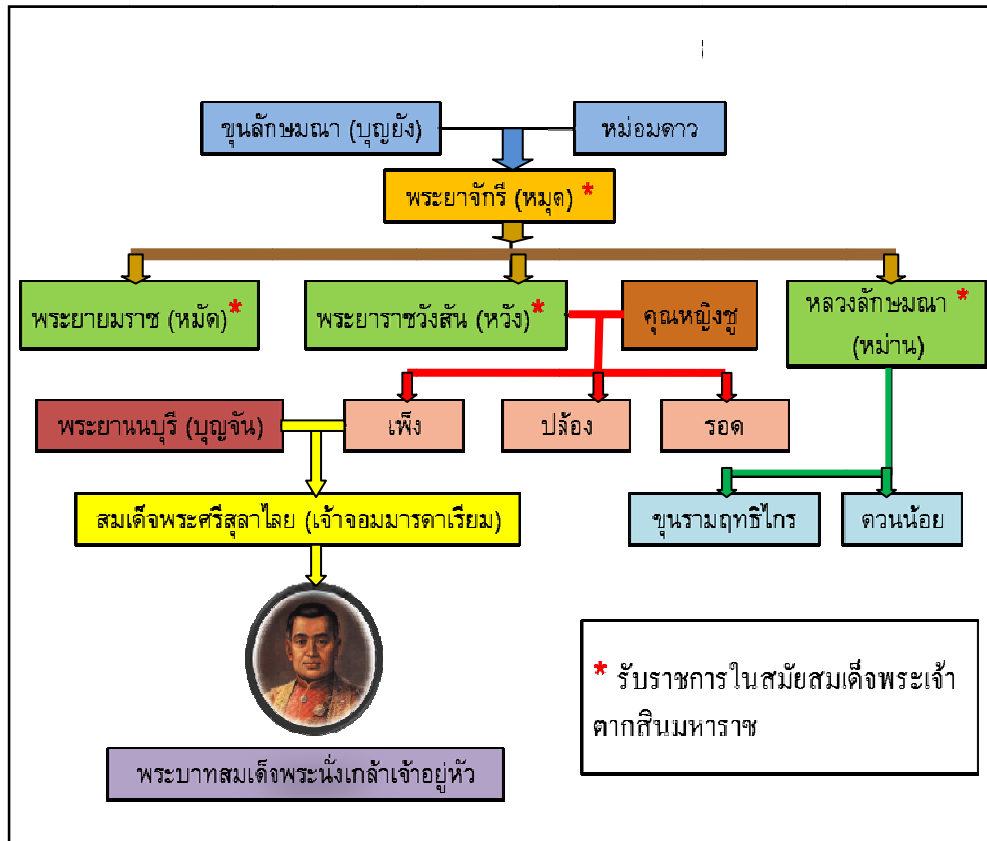 ขุนลักษมณา (บุญยัง)
หม่อมดาว
พระยาจักรี (หมุด) *
พระยายมราช (หมัด)*
พระยาราชวังสัน (หวัง)*
คุณหญิงชู
หลวงลักษมณา *
(หม่าน)
พระยานนบุรี (บุญจัน)
เพ็ง
ปล้อง
รอด
สมเด็จพระศรีสุลาไลย (เจ้าจอมมารดาเรียม)
ขุนรามฤทธิไกร
ตวนน้อย
* รับราชการในสมัยสมเด็จพระเจ้า
ตากสินมหาราช
พระบาทสมเด็จพระนั่งเกล้าเจ้าอยู่หัว